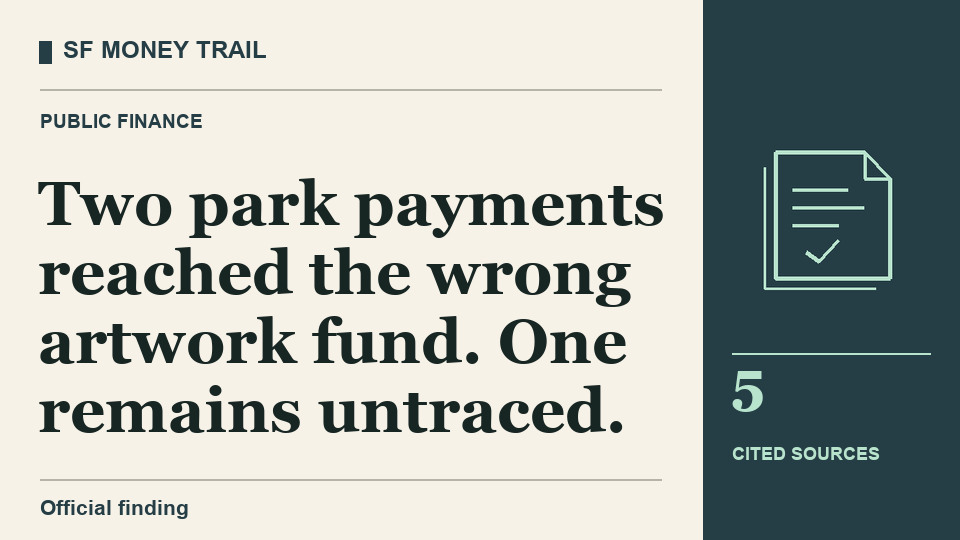 SF MONEY TRAIL
PUBLIC FINANCE
Two park payments
reached the wrong
artwork fund. One
remains untraced.
Official finding
5
CITED SOURCES